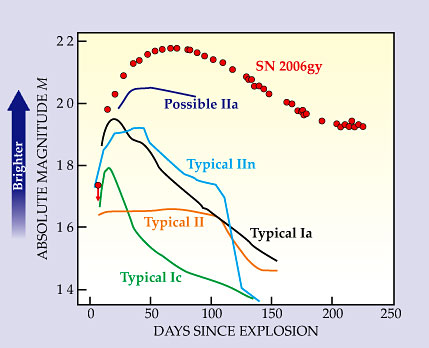 22
SN 2006gy
20
Possible IIa
18
Typical IIn
Typical II
Typical Ia
16
Typical Ic
14
0 50 100 150 200 250
DAYS SINCE EXPLOSION
ABSOLUTE MAGNITUDE M
Brighter